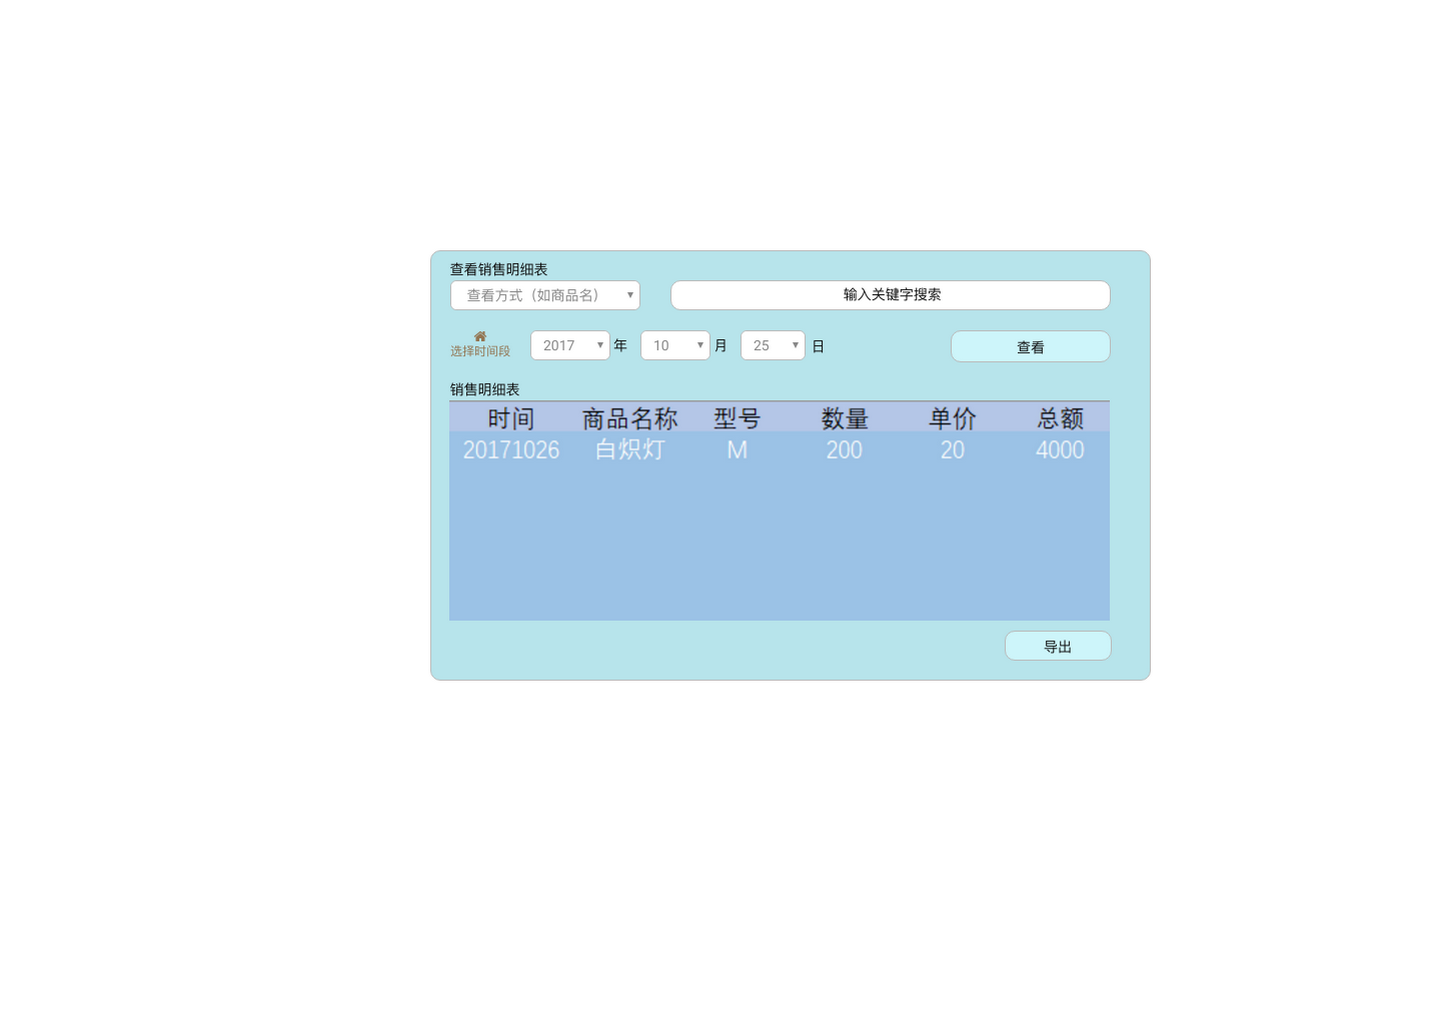 查看销售明细表
查看方式（如商品名）
输入关键字搜索
选择时间段 2017 年 10 月 25 日 查看
销售明细表
时间 商品名称 型号 数量 单价 总额
20171026 白炽灯 M 200 20 4000
导出